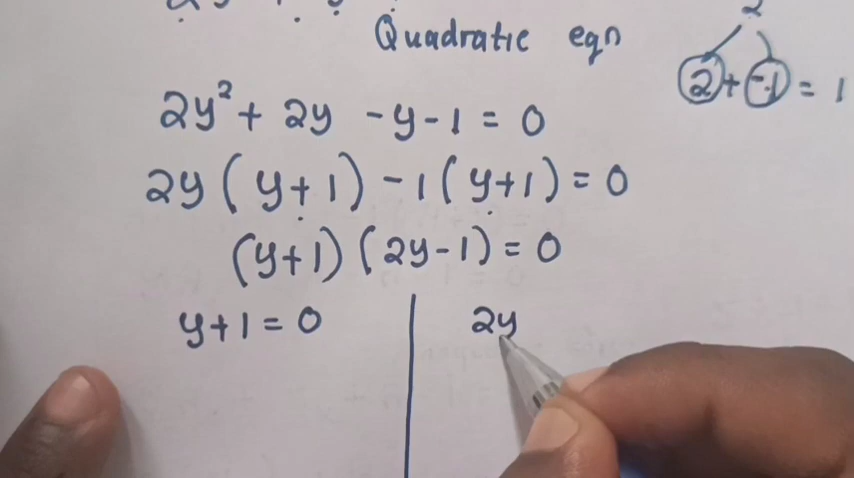 Quadratic eqn
2
2 + -1 = 1
2y² + 2y - y - 1 = 0
2y (y+1) - 1 (y+1) = 0
(y+1) (2y-1) = 0
y+1 = 0
2y